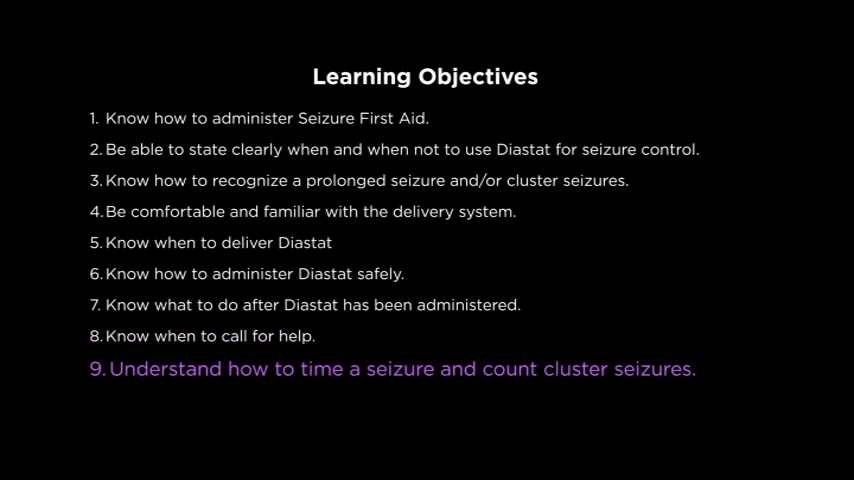 Learning Objectives
1. Know how to administer Seizure First Aid.
2. Be able to state clearly when and when not to use Diastat for seizure control.
3. Know how to recognize a prolonged seizure and/or cluster seizures.
4. Be comfortable and familiar with the delivery system.
5. Know when to deliver Diastat
6. Know how to administer Diastat safely.
7. Know what to do after Diastat has been administered.
8. Know when to call for help.
9. Understand how to time a seizure and count cluster seizures.